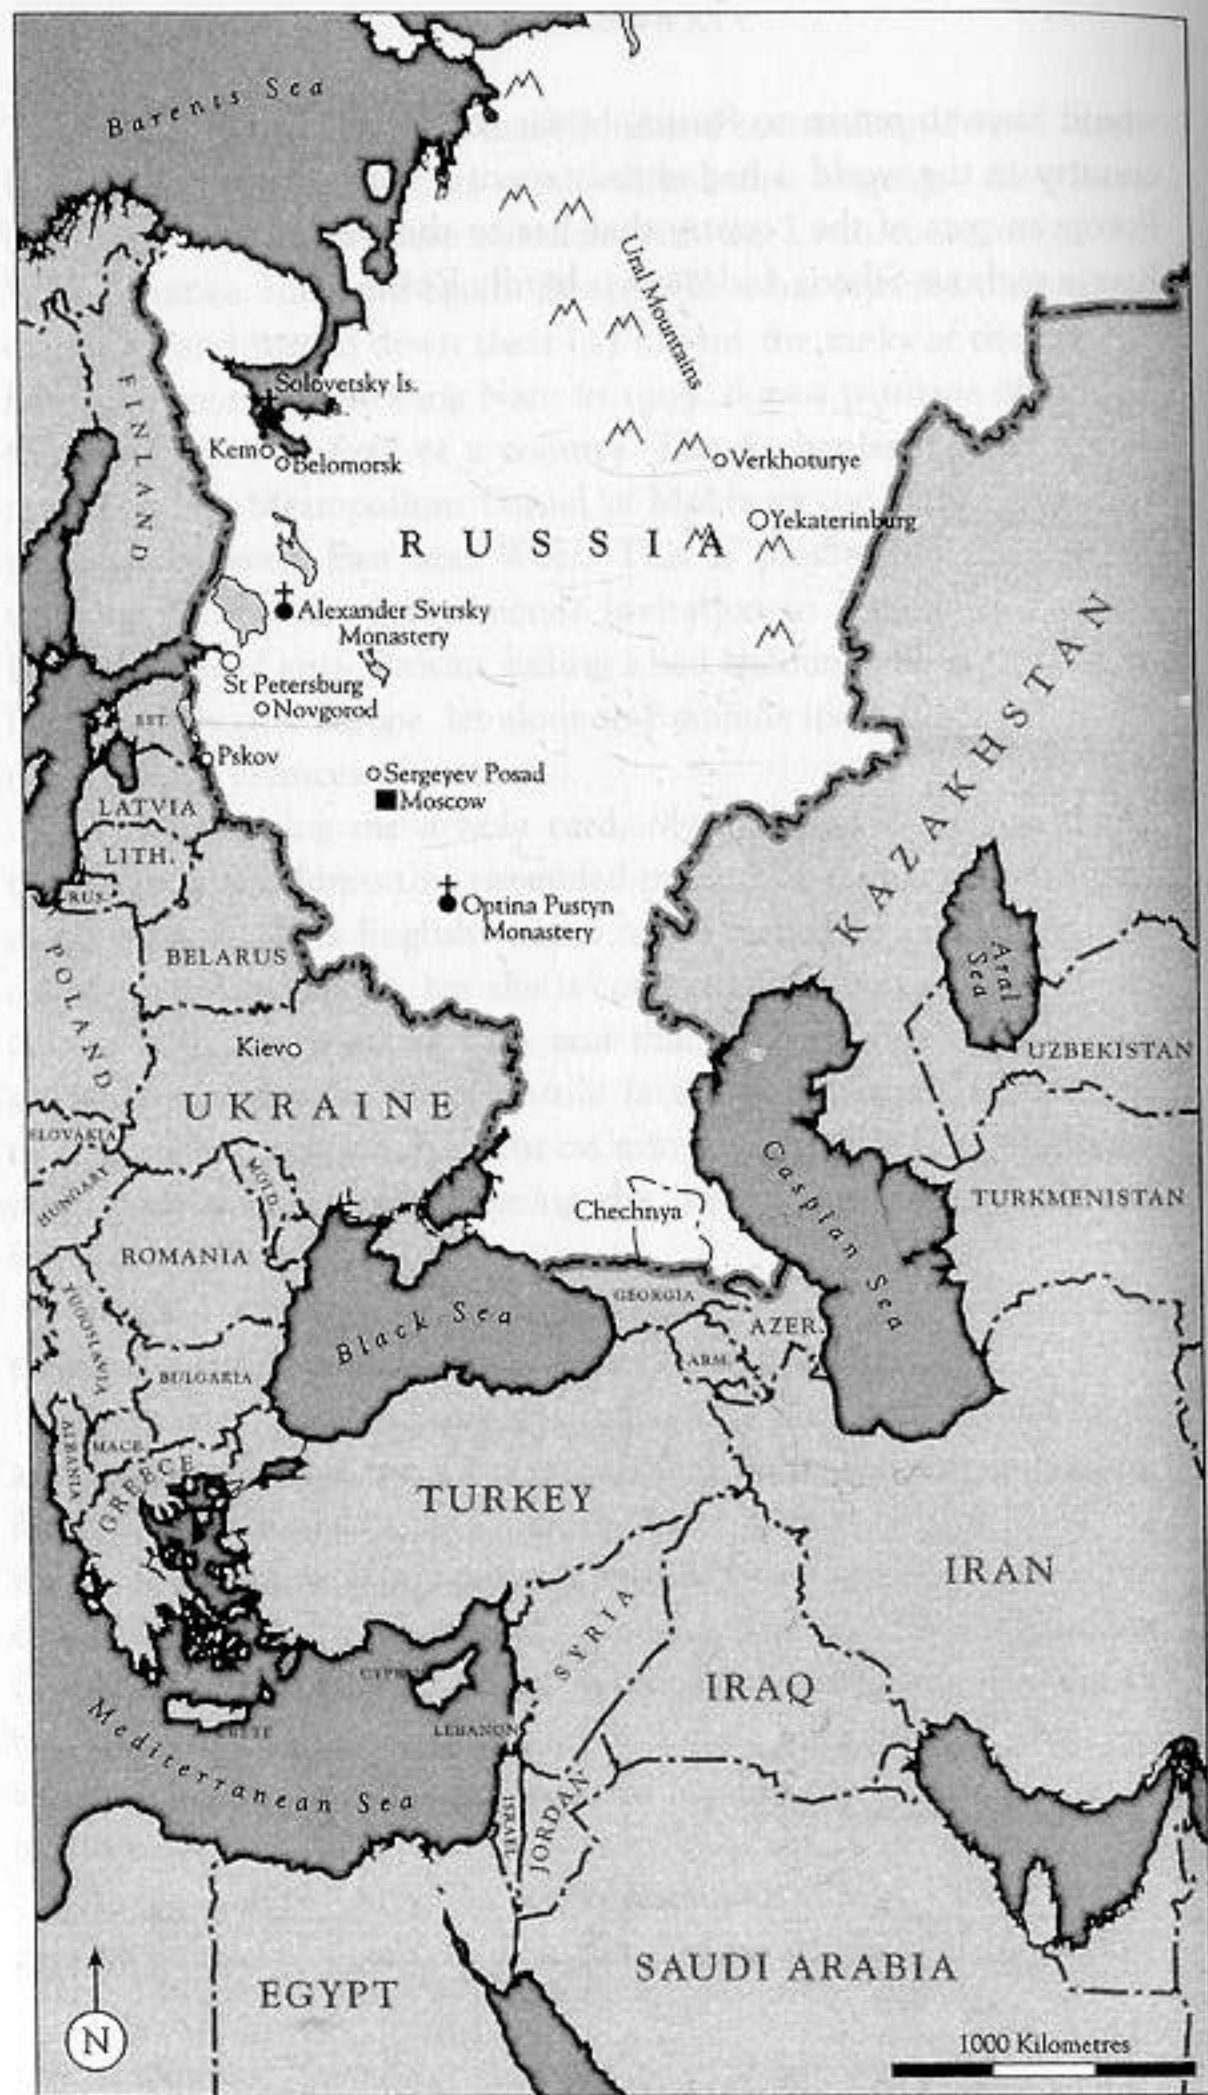 Barents Sea
Ural Mountains
FINLAND
Solovetsky Is.
Kem
Belomorsk
Verkhoturye
Yekaterinburg
RUSSIA
Alexander Svirsky
Monastery
St Petersburg
Novgorod
EST.
Pskov
Sergeyev Posad
Moscow
LATVIA
LITH.
RUS.
KAZAKHSTAN
Optina Pustyn
Monastery
BELARUS
POLAND
Aral
Sea
Kiev
UZBEKISTAN
UKRAINE
SLOVAKIA
HUNGARY
MOLD.
Chechnya
Caspian Sea
TURKMENISTAN
ROMANIA
GEORGIA
YUGOSLAVIA
Black Sea
AZER.
ARM.
BULGARIA
ALBANIA
MACE.
GREECE
TURKEY
IRAN
SYRIA
CYPRUS
IRAQ
CRETE
LEBANON
Mediterranean Sea
ISRAEL
JORDAN
SAUDI ARABIA
EGYPT
N
1000 Kilometres